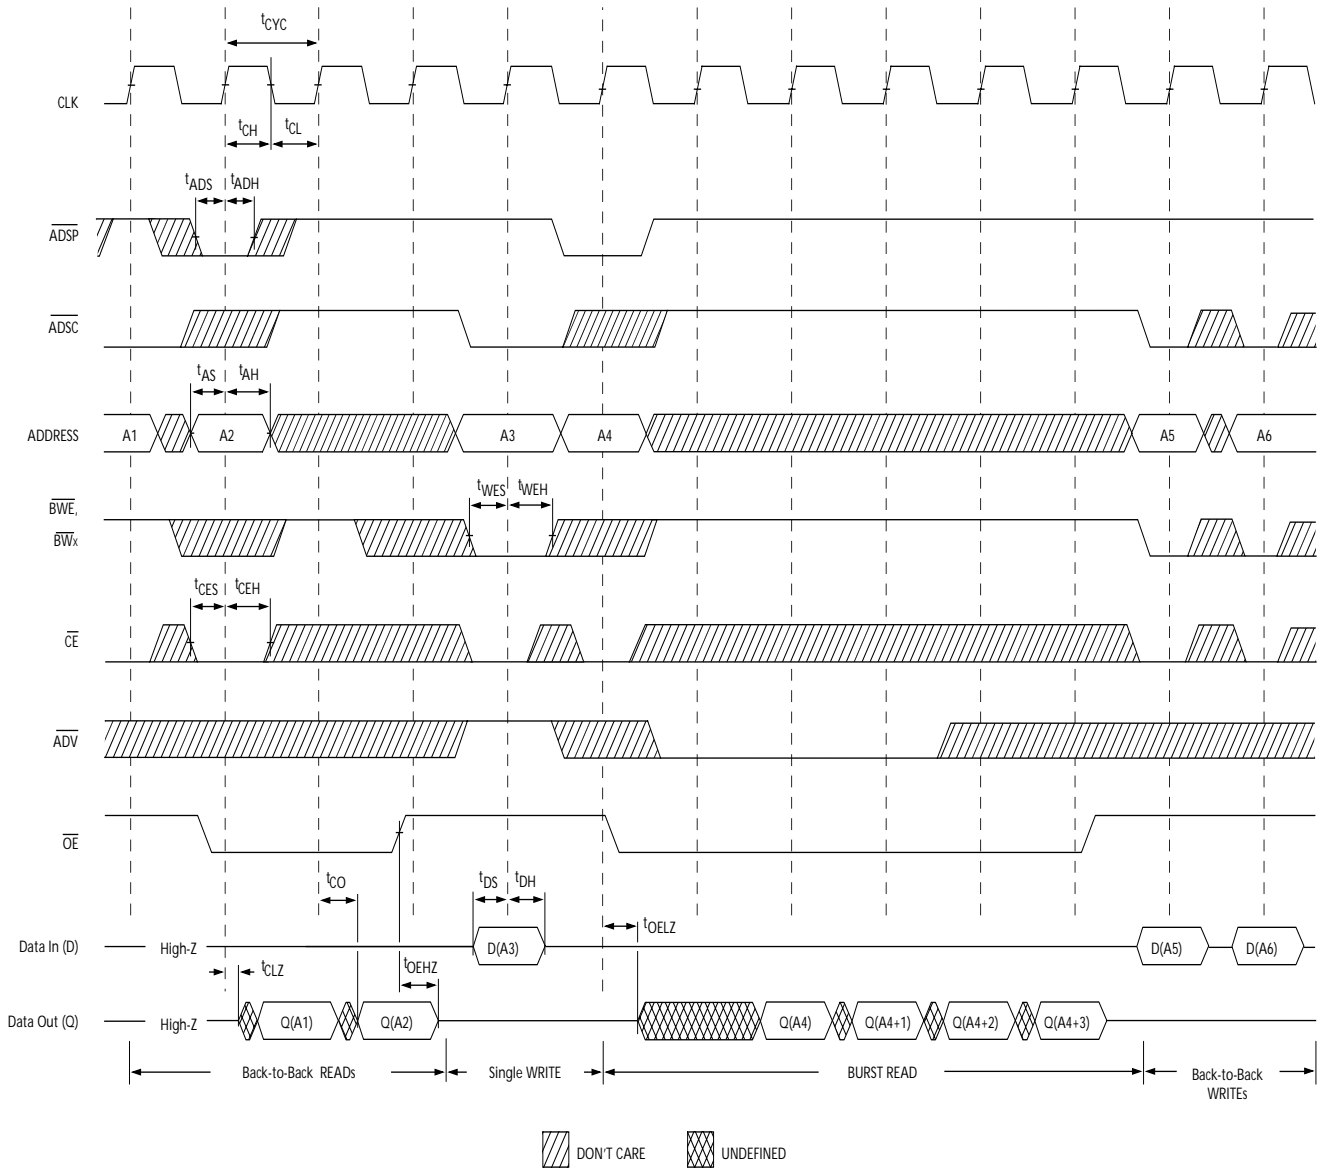 tCYC
CLK
tCH tCL
tADS tADH
ADSP
ADSC
tAS tAH
ADDRESS A1 A2 A3 A4 A5 A6
tWES tWEH
BWE,
BWx
tCES tCEH
CE
ADV
OE
tCO tDS tDH
tOELZ
Data In (D) High-Z D(A3) D(A5) D(A6)
tCLZ tOEHZ
Data Out (Q) High-Z Q(A1) Q(A2) Q(A4) Q(A4+1) Q(A4+2) Q(A4+3)
Back-to-Back READs Single WRITE BURST READ Back-to-Back
WRITEs
DON'T CARE UNDEFINED